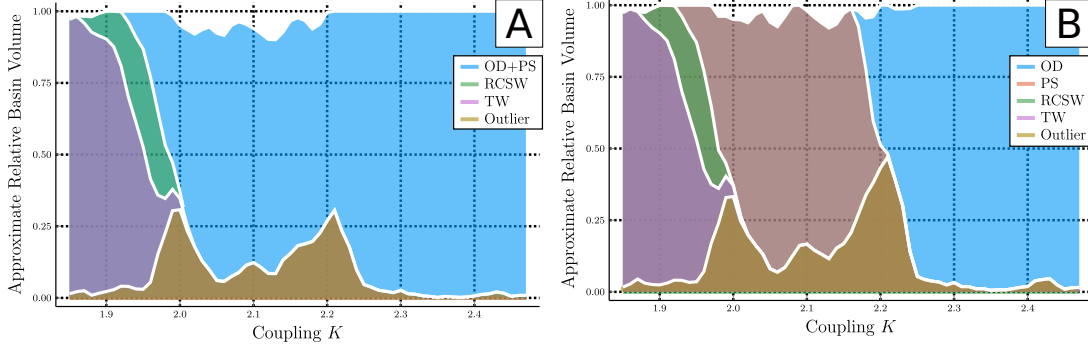 A
Approximate Relative Basin Volume
1.00
0.75
0.50
0.25
0.00
OD+PS
RCSW
TW
Outlier
1.9 2.0 2.1 2.2 2.3 2.4
Coupling K
B
Approximate Relative Basin Volume
1.00
0.75
0.50
0.25
0.00
OD
PS
RCSW
TW
Outlier
1.9 2.0 2.1 2.2 2.3 2.4
Coupling K